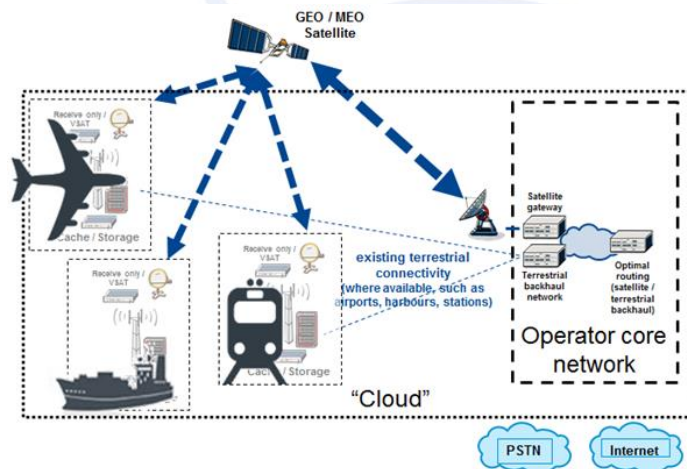 GEO / MEO
Satellite
Receive only /
VSAT
Cache / Storage
Receive only /
VSAT
Receive only /
VSAT
Cache / Storage
existing terrestrial
connectivity
(where available, such as
airports, harbours, stations)
Satellite
gateway
Terrestrial
backhaul
network
Optimal
routing
(satellite /
terrestrial
backhaul)
Operator core
network
“Cloud”
PSTN
Internet